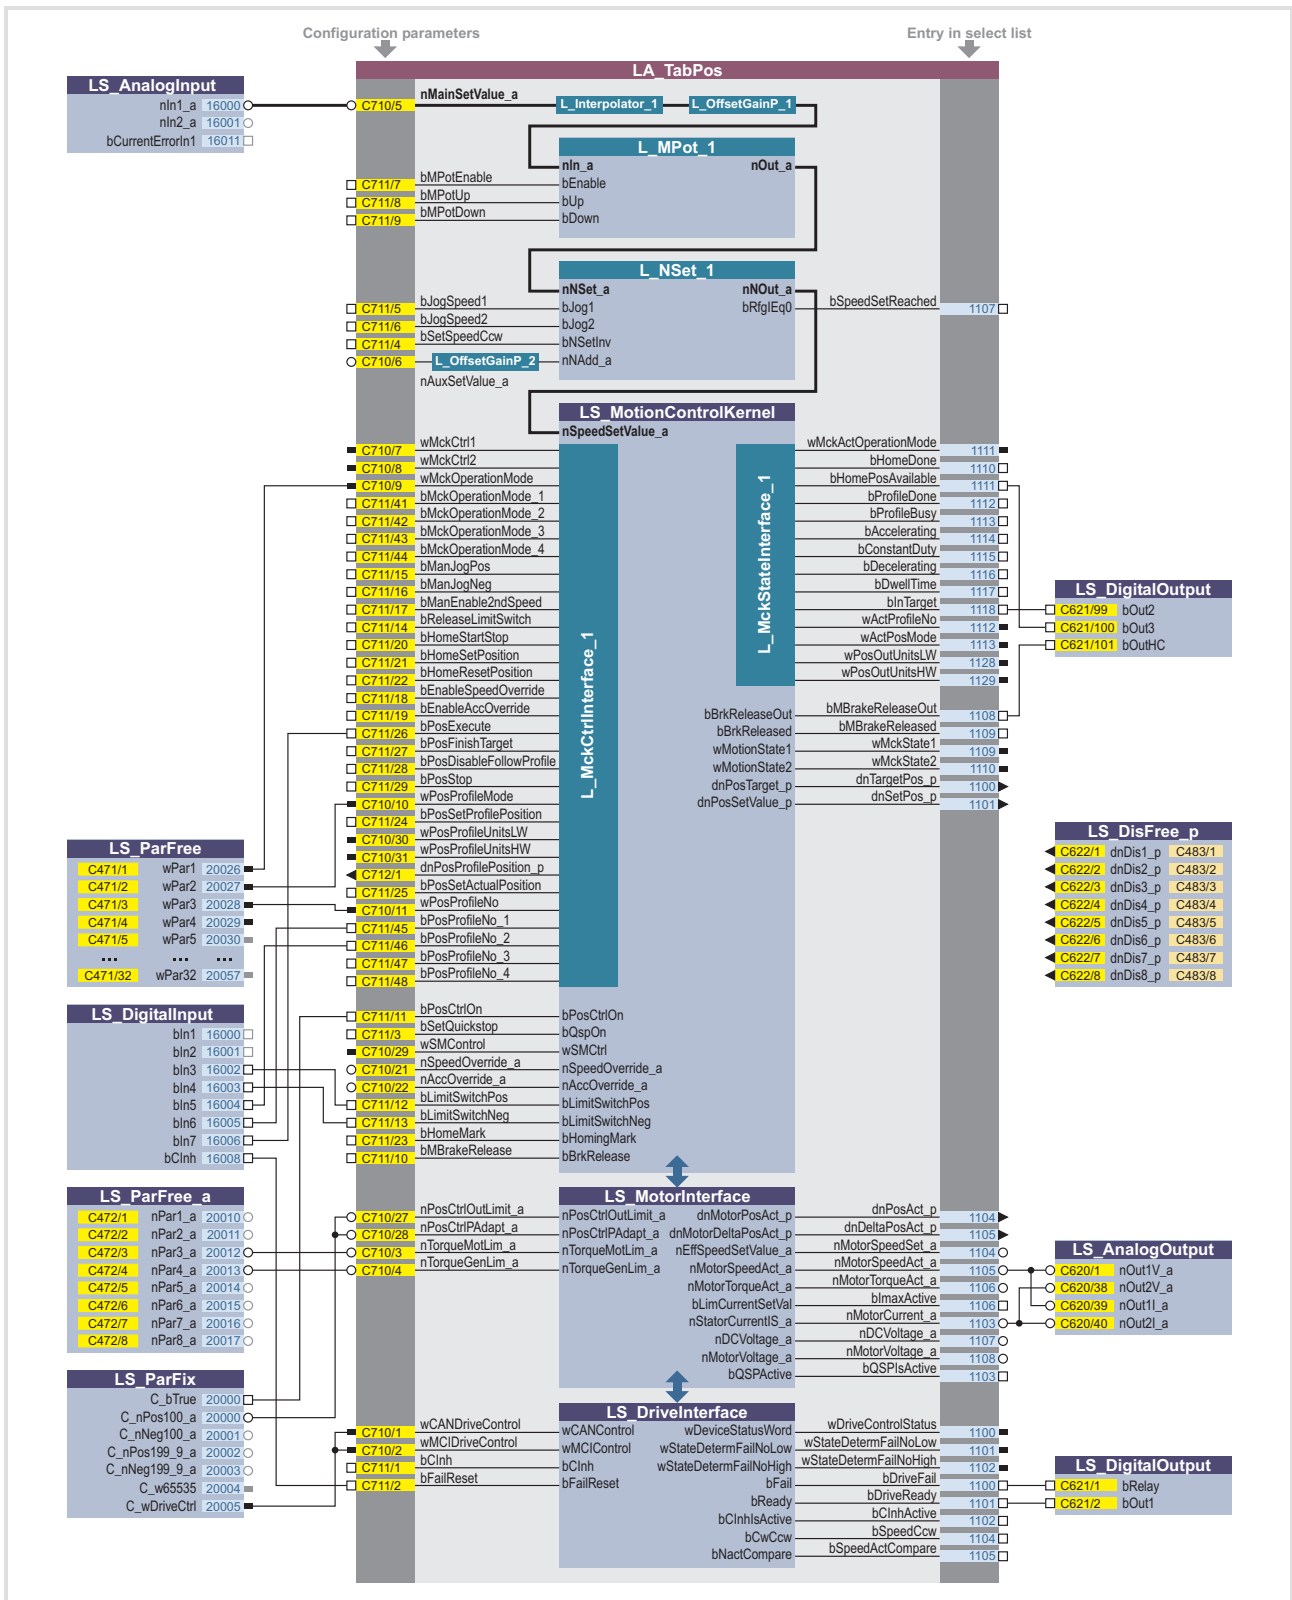 Configuration parameters
Entry in select list
LA_TabPos
LS_AnalogInput
nIn1_a 16000
nIn2_a 16001
bCurrentErrorIn1 16011
C710/5 nMainSetValue_a
L_Interpolator_1 L_OffsetGainP_1
L_MPot_1
nIn_a nOut_a
C711/7 bMPotEnable bEnable
C711/8 bMPotUp bUp
C711/9 bMPotDown bDown
L_NSet_1
nNSet_a nNOut_a
C711/5 bJogSpeed1 bJog1 bRfgIEq0 bSpeedSetReached 1107
C711/6 bJogSpeed2 bJog2
C711/4 bSetSpeedCcw bNSetInv
C710/6 L_OffsetGainP_2 nNAdd_a
nAuxSetValue_a
LS_MotionControlKernel
nSpeedSetValue_a
L_MckCtrlInterface_1
L_MckStateInterface_1
C710/7 wMckCtrl1 wMckActOperationMode 1111
C710/8 wMckCtrl2 bHomeDone 1110
C710/9 wMckOperationMode bHomePosAvailable 1111
C711/41 bMckOperationMode_1 bProfileDone 1112
C711/42 bMckOperationMode_2 bProfileBusy 1113
C711/43 bMckOperationMode_3 bAccelerating 1114
C711/44 bMckOperationMode_4 bConstantDuty 1115
C711/15 bManJogPos bDecelerating 1116
C711/16 bManJogNeg bDwellTime 1117
C711/17 bManEnable2ndSpeed bInTarget 1118
C711/14 bReleaseLimitSwitch wActProfileNo 1112
C711/20 bHomeStartStop wActPosMode 1113
C711/21 bHomeSetPosition wPosOutUnitsLW 1128
C711/22 bHomeResetPosition wPosOutUnitsHW 1129
C711/18 bEnableSpeedOverride
C711/19 bEnableAccOverride bBrkReleaseOut bMBrakeReleaseOut 1108
C711/26 bPosExecute bBrkReleased bMBrakeReleased 1109
C711/27 bPosFinishTarget wMotionState1 wMckState1 1109
C711/28 bPosDisableFollowProfile wMotionState2 wMckState2 1110
C711/29 bPosStop dnPosTarget_p dnTargetPos_p 1100
C710/10 wPosProfileMode dnPosSetValue_p dnSetPos_p 1101
C711/24 bPosSetProfilePosition
C710/30 wPosProfileUnitsLW
C710/31 wPosProfileUnitsHW
C712/1 dnPosProfilePosition_p
C711/25 bPosSetActualPosition
C710/11 wPosProfileNo
C711/45 bPosProfileNo_1
C711/46 bPosProfileNo_2
C711/47 bPosProfileNo_3
C711/48 bPosProfileNo_4
C711/11 bPosCtrlOn bPosCtrlOn
C711/3 bSetQuickstop bQspOn
C710/29 wSMControl wSMCtrl
C710/21 nSpeedOverride_a nSpeedOverride_a
C710/22 nAccOverride_a nAccOverride_a
C711/12 bLimitSwitchPos bLimitSwitchPos
C711/13 bLimitSwitchNeg bLimitSwitchNeg
C711/23 bHomeMark bHomingMark
C711/10 bMBrakeRelease bBrkRelease
LS_DigitalOutput
C621/99 bOut2
C621/100 bOut3
C621/101 bOutHC
LS_DisFree_p
C622/1 dnDis1_p C483/1
C622/2 dnDis2_p C483/2
C622/3 dnDis3_p C483/3
C622/4 dnDis4_p C483/4
C622/5 dnDis5_p C483/5
C622/6 dnDis6_p C483/6
C622/7 dnDis7_p C483/7
C622/8 dnDis8_p C483/8
LS_ParFree
C471/1 wPar1 20026
C471/2 wPar2 20027
C471/3 wPar3 20028
C471/4 wPar4 20029
C471/5 wPar5 20030
... ... ...
C471/32 wPar32 20057
LS_DigitalInput
bIn1 16000
bIn2 16001
bIn3 16002
bIn4 16003
bIn5 16004
bIn6 16005
bIn7 16006
bCInh 16008
LS_ParFree_a
C472/1 nPar1_a 20010
C472/2 nPar2_a 20011
C472/3 nPar3_a 20012
C472/4 nPar4_a 20013
C472/5 nPar5_a 20014
C472/6 nPar6_a 20015
C472/7 nPar7_a 20016
C472/8 nPar8_a 20017
LS_MotorInterface
C710/27 nPosCtrlOutLimit_a nPosCtrlOutLimit_a dnMotorPosAct_p dnPosAct_p 1104
C710/28 nPosCtrlPAdapt_a nPosCtrlPAdapt_a dnMotorDeltaPosAct_p dnDeltaPosAct_p 1105
C710/3 nTorqueMotLim_a nTorqueMotLim_a nEffSpeedSetValue_a nMotorSpeedSet_a 1104
C710/4 nTorqueGenLim_a nTorqueGenLim_a nMotorSpeedAct_a nMotorSpeedAct_a 1105
nMotorTorqueAct_a nMotorTorqueAct_a 1106
bLimCurrentSetVal bImaxActive 1106
nStatorCurrentIS_a nMotorCurrent_a 1103
nDCVoltage_a nDCVoltage_a 1107
nMotorVoltage_a nMotorVoltage_a 1108
bQSPActive bQSPIsActive 1103
LS_AnalogOutput
C620/1 nOut1V_a
C620/38 nOut2V_a
C620/39 nOut1I_a
C620/40 nOut2I_a
LS_ParFix
C_bTrue 20000
C_nPos100_a 20000
C_nNeg100_a 20001
C_nPos199_9_a 20002
C_nNeg199_9_a 20003
C_w65535 20004
C_wDriveCtrl 20005
LS_DriveInterface
C710/1 wCANDriveControl wCANControl wDeviceStatusWord wDriveControlStatus 1100
C710/2 wMCIDriveControl wMCIControl wStateDetermFailNoLow wStateDetermFailNoLow 1101
C711/1 bCInh bCInh wStateDetermFailNoHigh wStateDetermFailNoHigh 1102
C711/2 bFailReset bFailReset bFail bDriveFail 1100
bReady bDriveReady 1101
bCInhIsActive bCInhActive 1102
bCwCcw bSpeedCcw 1104
bNactCompare bSpeedActCompare 1105
LS_DigitalOutput
C621/1 bRelay
C621/2 bOut1